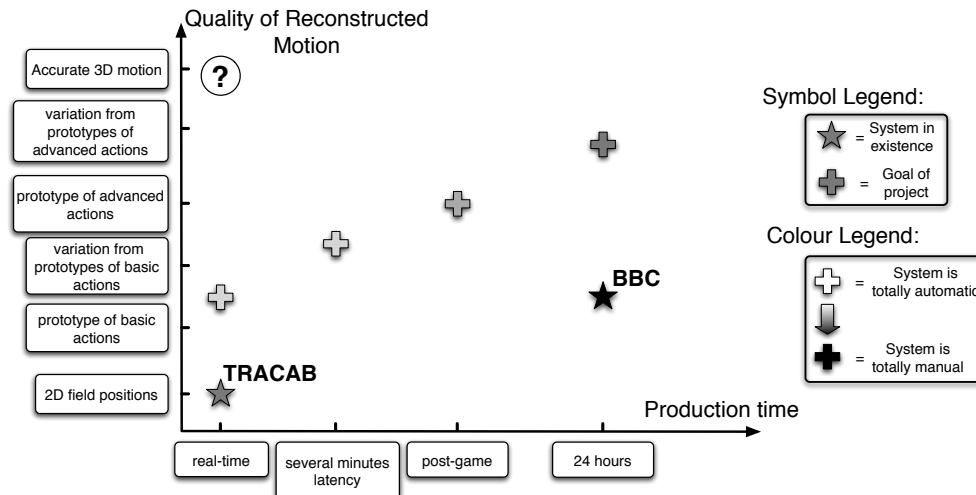 Quality of Reconstructed
Motion
Accurate 3D motion
?
variation from
prototypes of
advanced actions
prototype of advanced
actions
variation from
prototypes of basic
actions
prototype of basic
actions
2D field positions
TRACAB
BBC
Production time
real-time
several minutes
latency
post-game
24 hours
Symbol Legend:
= System in
existence
= Goal of
project
Colour Legend:
= System is
totally automatic
= System is
totally manual